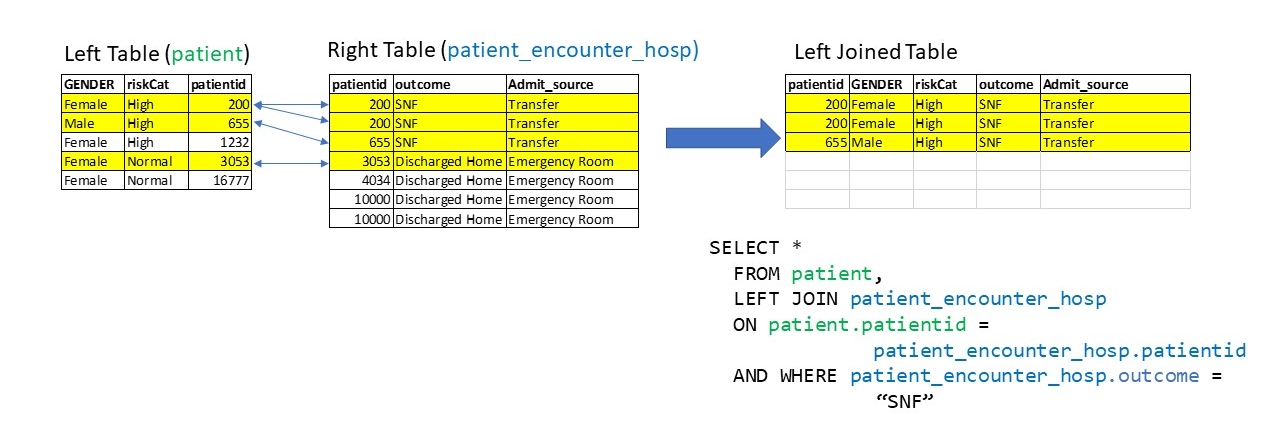 Left Table (patient)
GENDER riskCat patientid
Female High 200
Male High 655
Female High 1232
Female Normal 3053
Female Normal 16777
Right Table (patient_encounter_hosp)
patientid outcome Admit_source
200 SNF Transfer
200 SNF Transfer
655 SNF Transfer
3053 Discharged Home Emergency Room
4034 Discharged Home Emergency Room
10000 Discharged Home Emergency Room
10000 Discharged Home Emergency Room
Left Joined Table
patientid GENDER riskCat outcome Admit_source
200 Female High SNF Transfer
200 Female High SNF Transfer
655 Male High SNF Transfer
SELECT *
FROM patient,
LEFT JOIN patient_encounter_hosp
ON patient.patientid =
patient_encounter_hosp.patientid
AND WHERE patient_encounter_hosp.outcome =
“SNF”